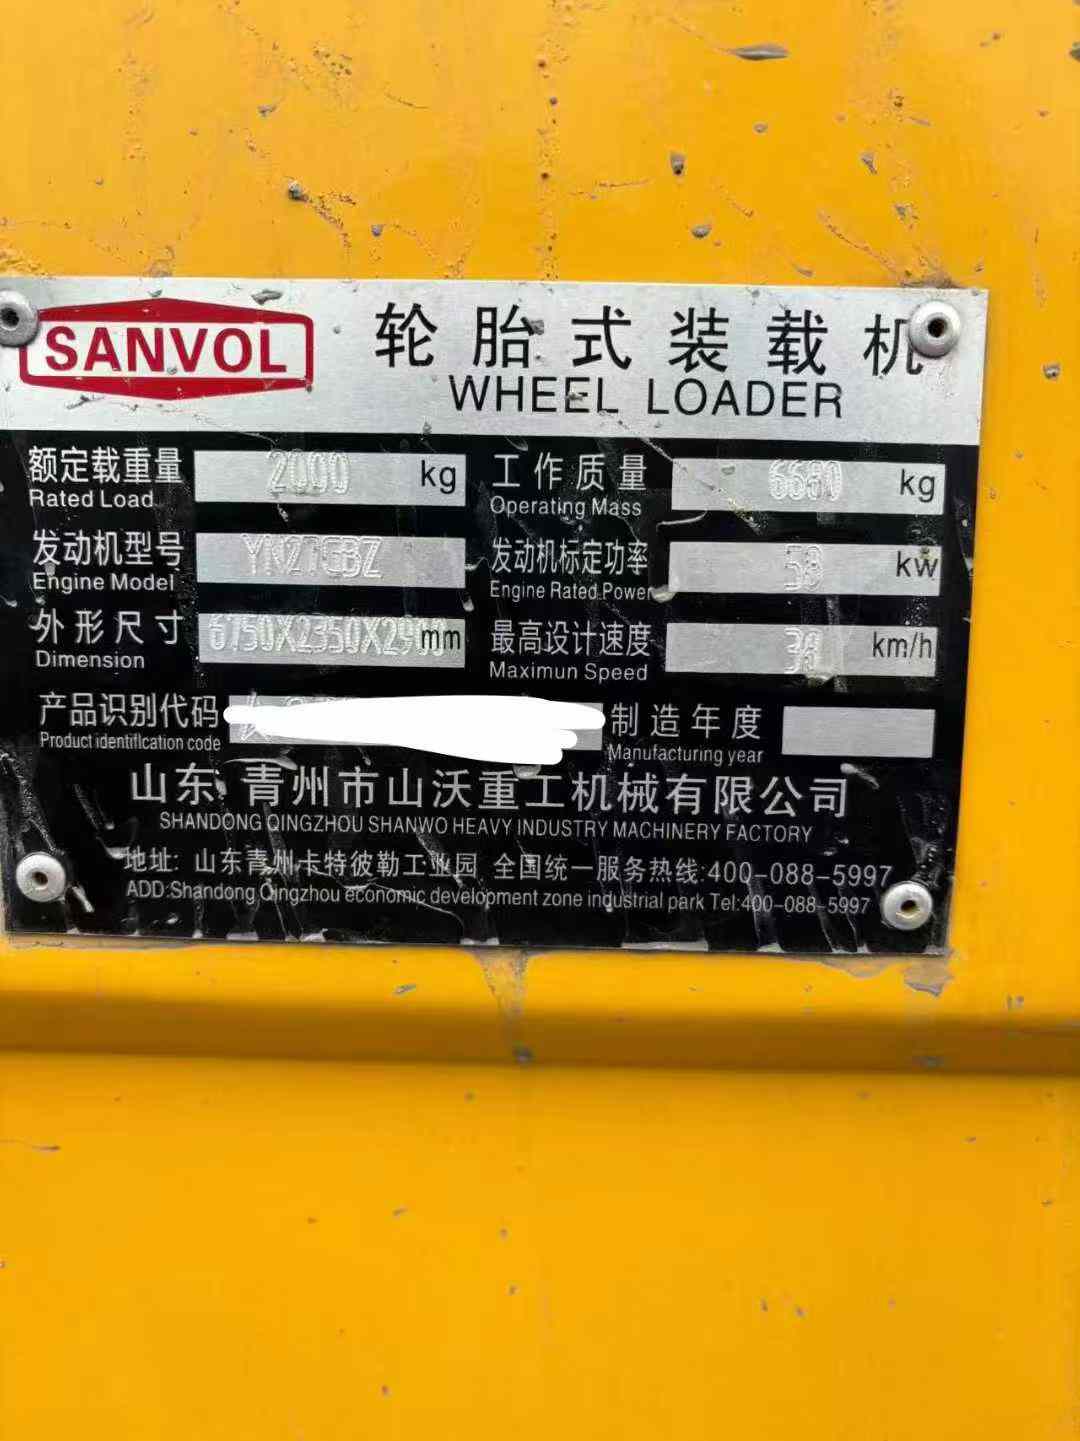 SANVOL
轮胎式装载机
WHEEL LOADER
额定载重量 2000 kg 工作质量 6680 kg
Rated Load Operating Mass
发动机型号 YN27GBZ 发动机标定功率 58 kw
Engine Model Engine Rated Power
外形尺寸 6750X2350X2900 mm 最高设计速度 30 km/h
Dimension Maximun Speed
产品识别代码 制造年度
Product identification code Manufacturing year
山东 青州市山沃重工机械有限公司
SHANDONG QINGZHOU SHANWO HEAVY INDUSTRY MACHINERY FACTORY
地址: 山东青州卡特彼勒工业园 全国统一服务热线:400-088-5997
ADD:Shandong Qingzhou economic development zone industrial park Tel:400-088-5997